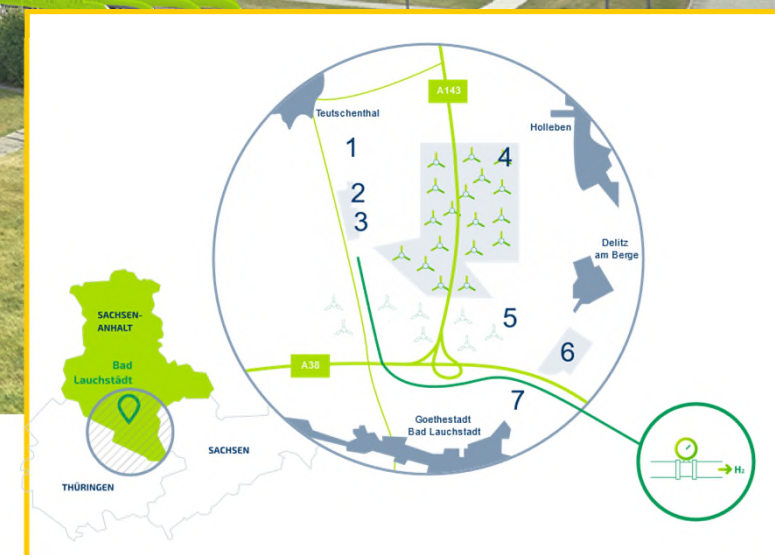 A143
Teutschenthal
Holleben
1
4
2
3
Delitz
am Berge
5
6
SACHSEN-
ANHALT
Bad
Lauchstädt
A38
7
Goethestadt
Bad Lauchstadt
SACHSEN
THÜRINGEN
H₂